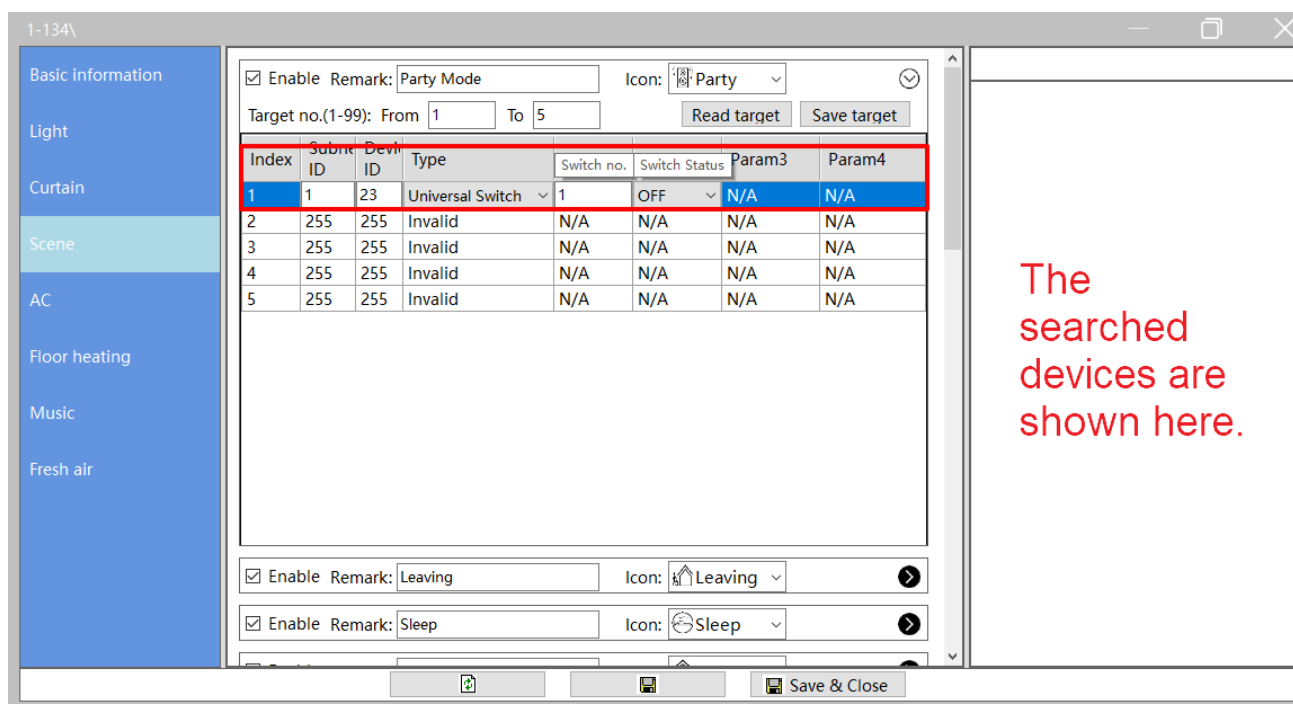 1-134\
Basic information
Light
Curtain
Scene
AC
Floor heating
Music
Fresh air
Enable Remark: Party Mode Icon: Party
Target no.(1-99): From 1 To 5 Read target Save target
Index Subne ID Devi ID Type Switch no. Switch Status Param3 Param4
1 1 23 Universal Switch 1 OFF N/A N/A
2 255 255 Invalid N/A N/A N/A N/A
3 255 255 Invalid N/A N/A N/A N/A
4 255 255 Invalid N/A N/A N/A N/A
5 255 255 Invalid N/A N/A N/A N/A
Enable Remark: Leaving Icon: Leaving
Enable Remark: Sleep Icon: Sleep
Save & Close
The
searched
devices are
shown here.